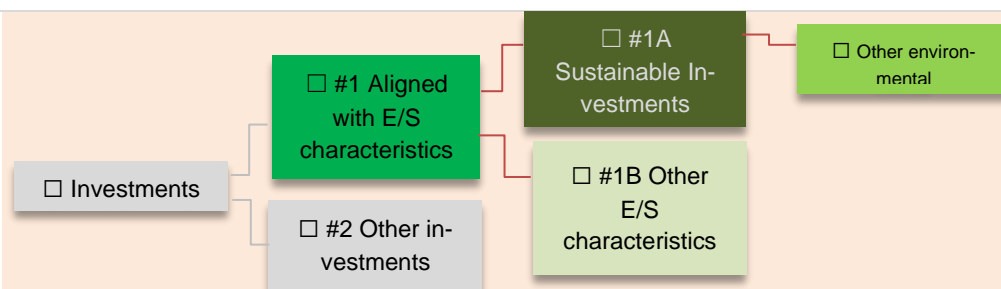 ☐ #1A
Sustainable In-
vestments
☐ Other environ-
mental
☐ #1 Aligned
with E/S
characteristics
☐ Investments
☐ #1B Other
E/S
characteristics
☐ #2 Other in-
vestments